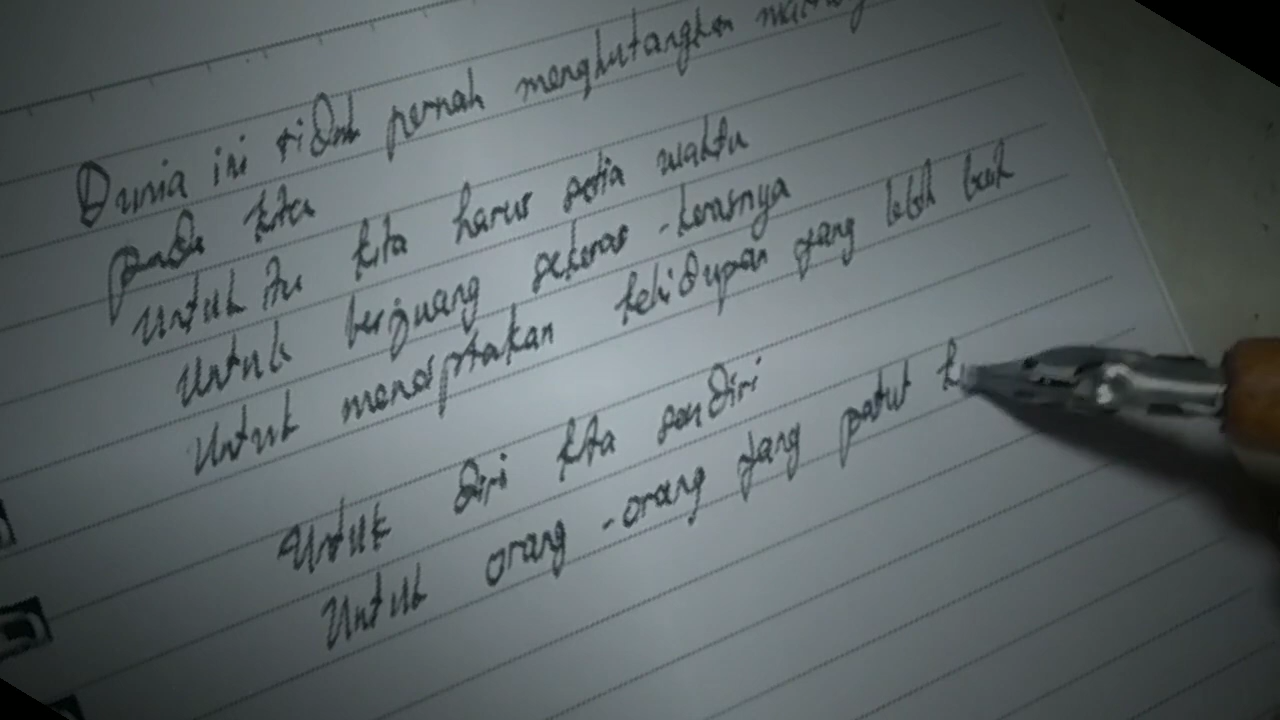 Dunia ini tidak pernah menghutangkan
pada kita
Untuk itu kita harus setia waktu
Untuk berjuang sekeras - kerasnya
Untuk menciptakan kehidupan yang lebih baik
Untuk diri kita sendiri
Untuk orang - orang yang patut